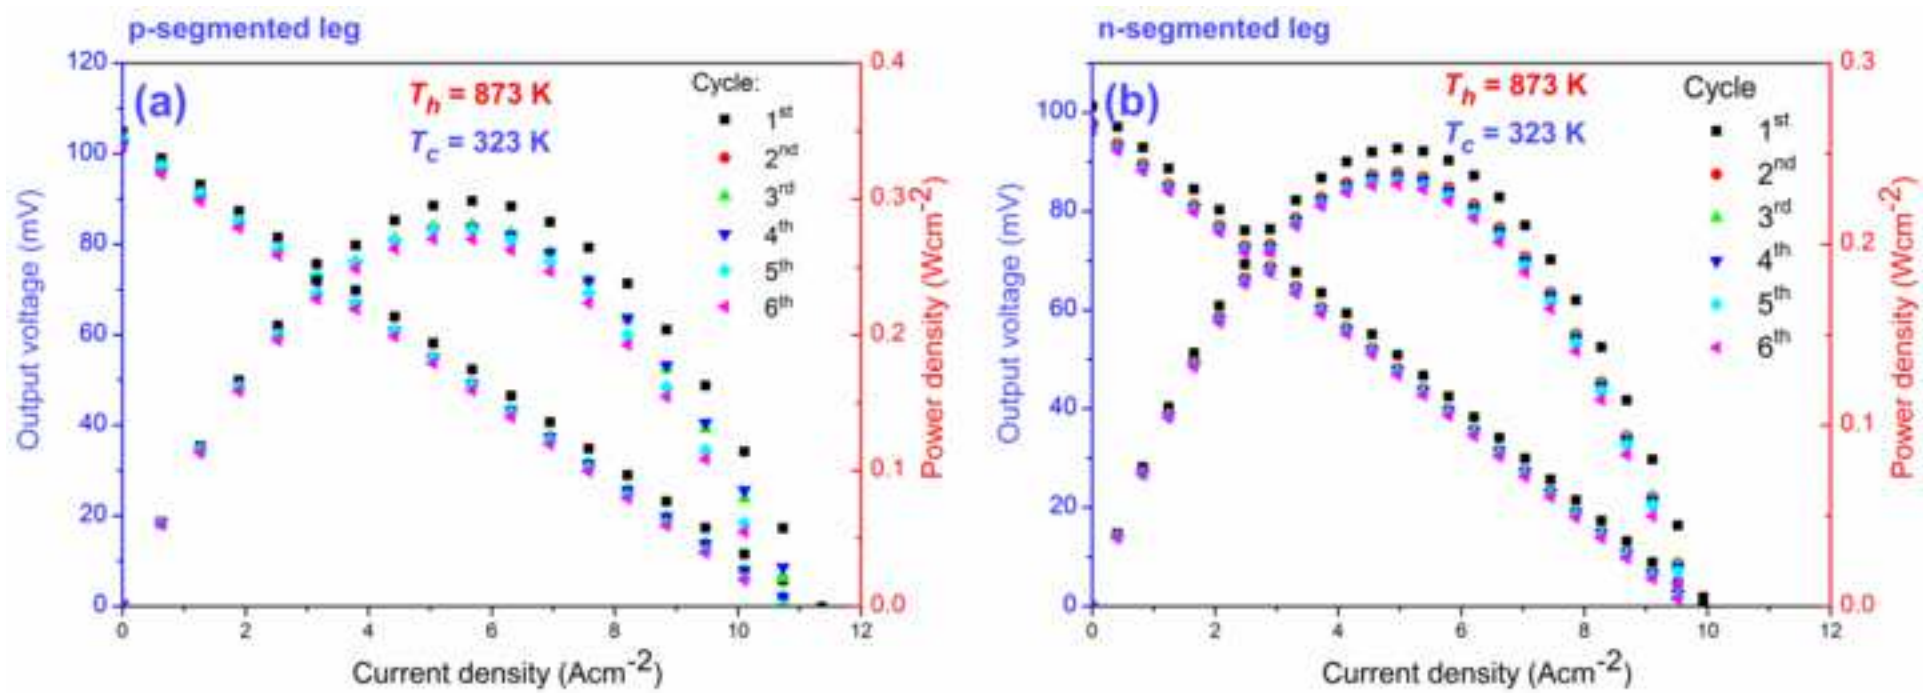 p-segmented leg
(a)
T_h = 873 K
T_c = 323 K
Cycle:
1st
2nd
3rd
4th
5th
6th
120
100
80
60
40
20
0
Output voltage (mV)
0.4
0.3
0.2
0.1
0.0
Power density (Wcm-2)
0 2 4 6 8 10 12
Current density (Acm-2)
n-segmented leg
(b)
T_h = 873 K
T_c = 323 K
Cycle
1st
2nd
3rd
4th
5th
6th
100
80
60
40
20
0
Output voltage (mV)
0.3
0.2
0.1
0.0
Power density (Wcm-2)
0 2 4 6 8 10 12
Current density (Acm-2)